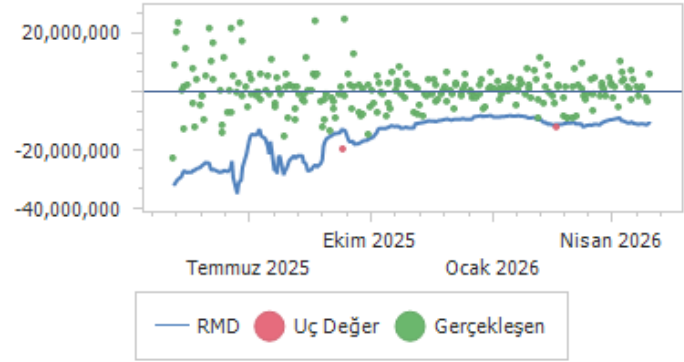 20,000,000
-20,000,000
-40,000,000
Ekim 2025
Nisan 2026
Temmuz 2025
Ocak 2026
RMD
Uç Değer
Gerçekleşen